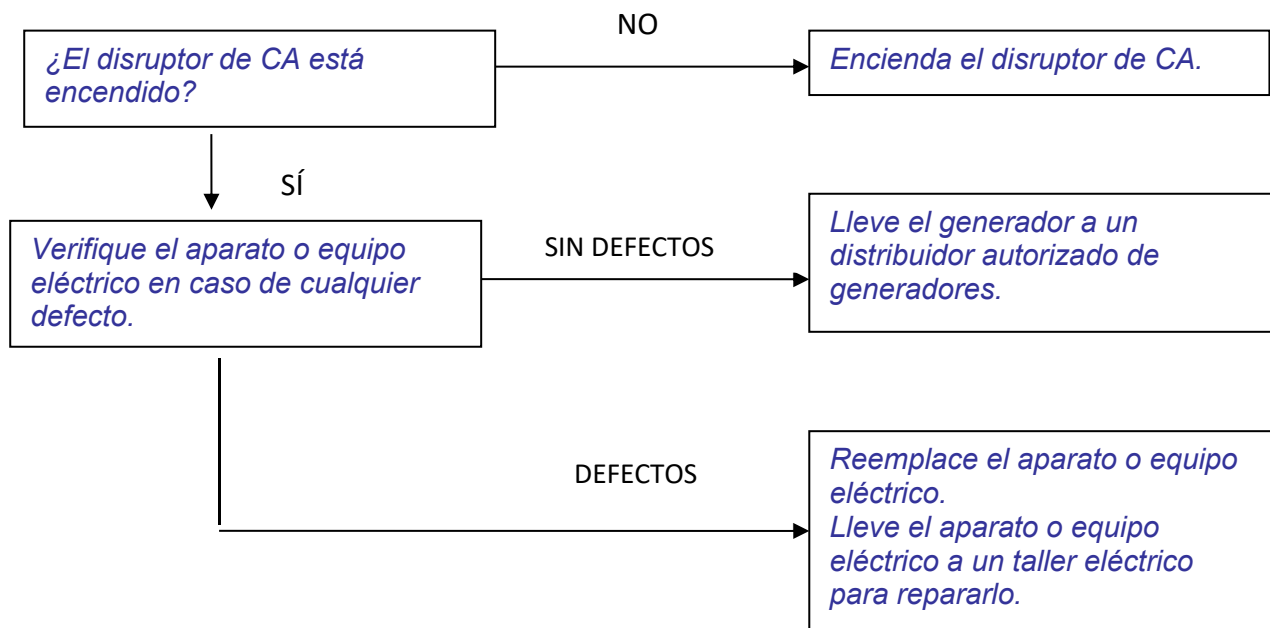 ¿El disruptor de CA está
encendido?
NO
Encienda el disruptor de CA.
SÍ
Verifique el aparato o equipo
eléctrico en caso de cualquier
defecto.
SIN DEFECTOS
Lleve el generador a un
distribuidor autorizado de
generadores.
DEFECTOS
Reemplace el aparato o equipo
eléctrico.
Lleve el aparato o equipo
eléctrico a un taller eléctrico
para repararlo.